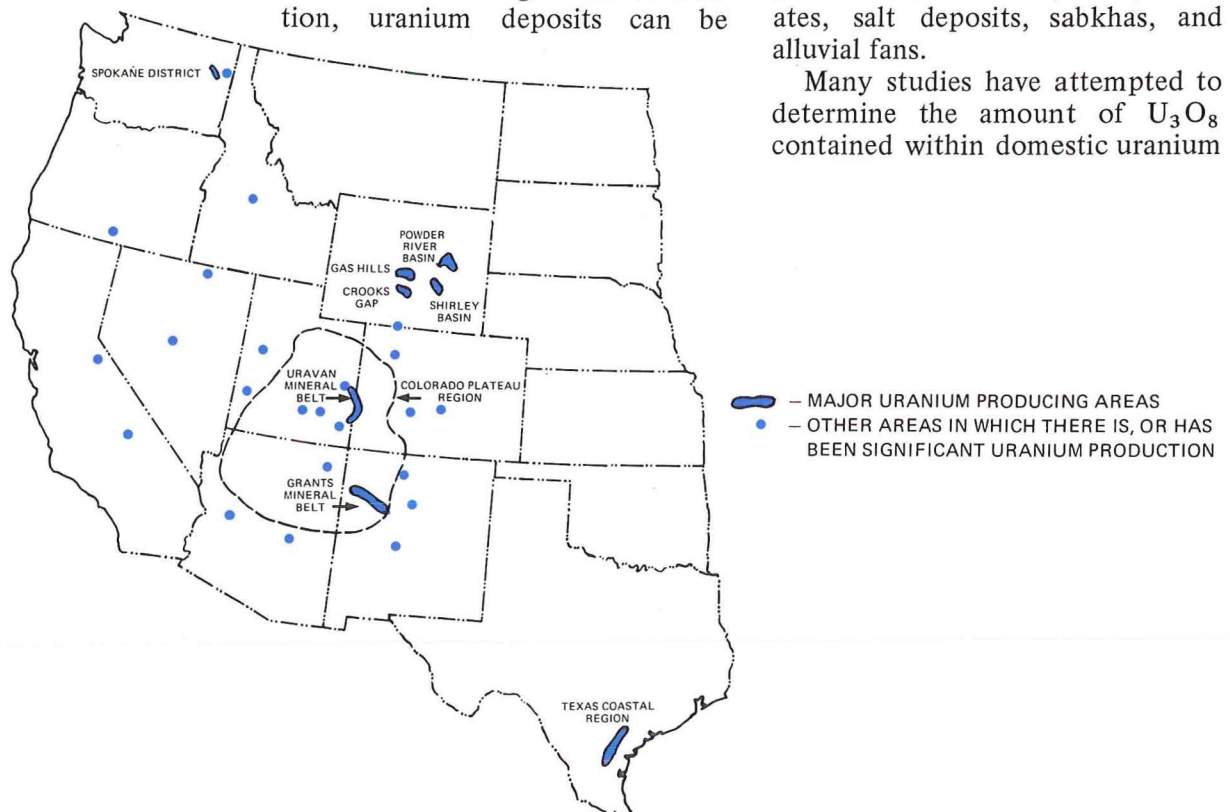 tion, uranium deposits can be
ates, salt deposits, sabkhas, and
alluvial fans.
Many studies have attempted to
determine the amount of U₃O₈
contained within domestic uranium
SPOKANE DISTRICT
POWDER
RIVER
BASIN
GAS HILLS
CROOKS
GAP
SHIRLEY
BASIN
URAVAN
MINERAL
BELT
COLORADO PLATEAU
REGION
GRANTS
MINERAL
BELT
TEXAS COASTAL
REGION
– MAJOR URANIUM PRODUCING AREAS
– OTHER AREAS IN WHICH THERE IS, OR HAS
BEEN SIGNIFICANT URANIUM PRODUCTION